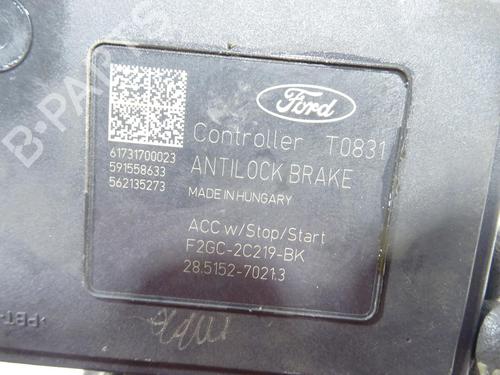 Ford
Controller T0831
61731700023
591558633
562135273
ANTILOCK BRAKE
MADE IN HUNGARY
ACC w/Stop/Start
F2GC-2C219-BK
28.5152-7021.3
>PBT-
B-PARTS